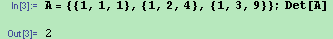 In[3]:= A = {{1, 1, 1}, {1, 2, 4}, {1, 3, 9}}; Det[A]
Out[3]= 2